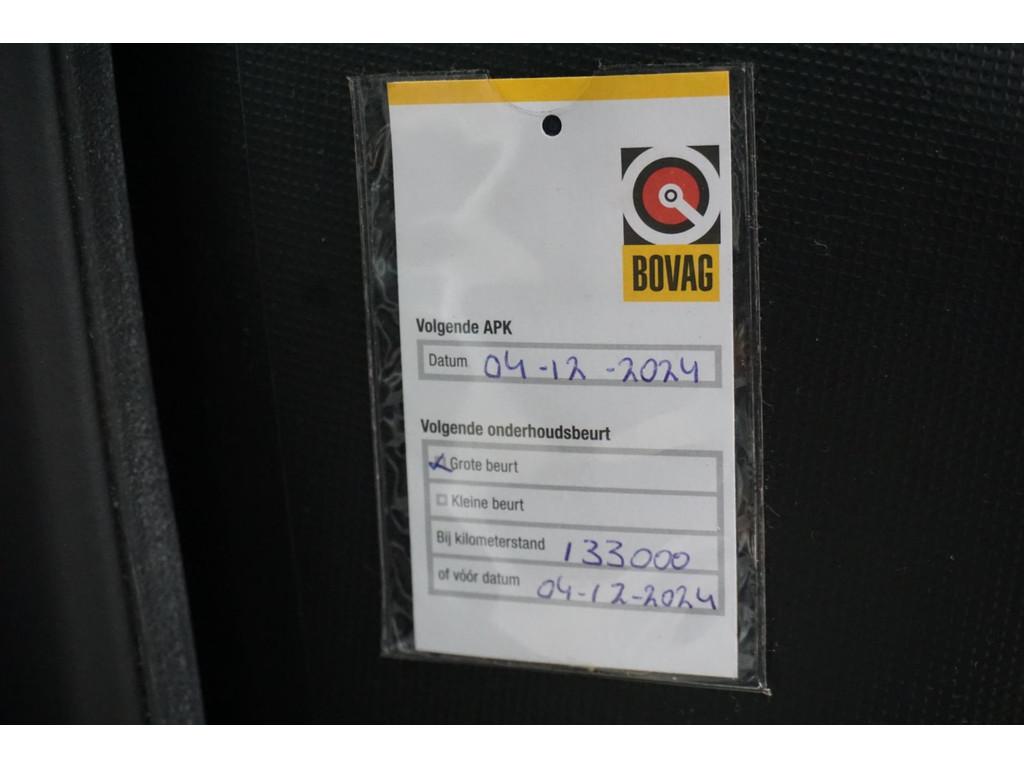 BOVAG
Volgende APK
Datum 04-12-2024
Volgende onderhoudsbeurt
Grote beurt
Kleine beurt
Bij kilometerstand 133000
of vóór datum 04-12-2024